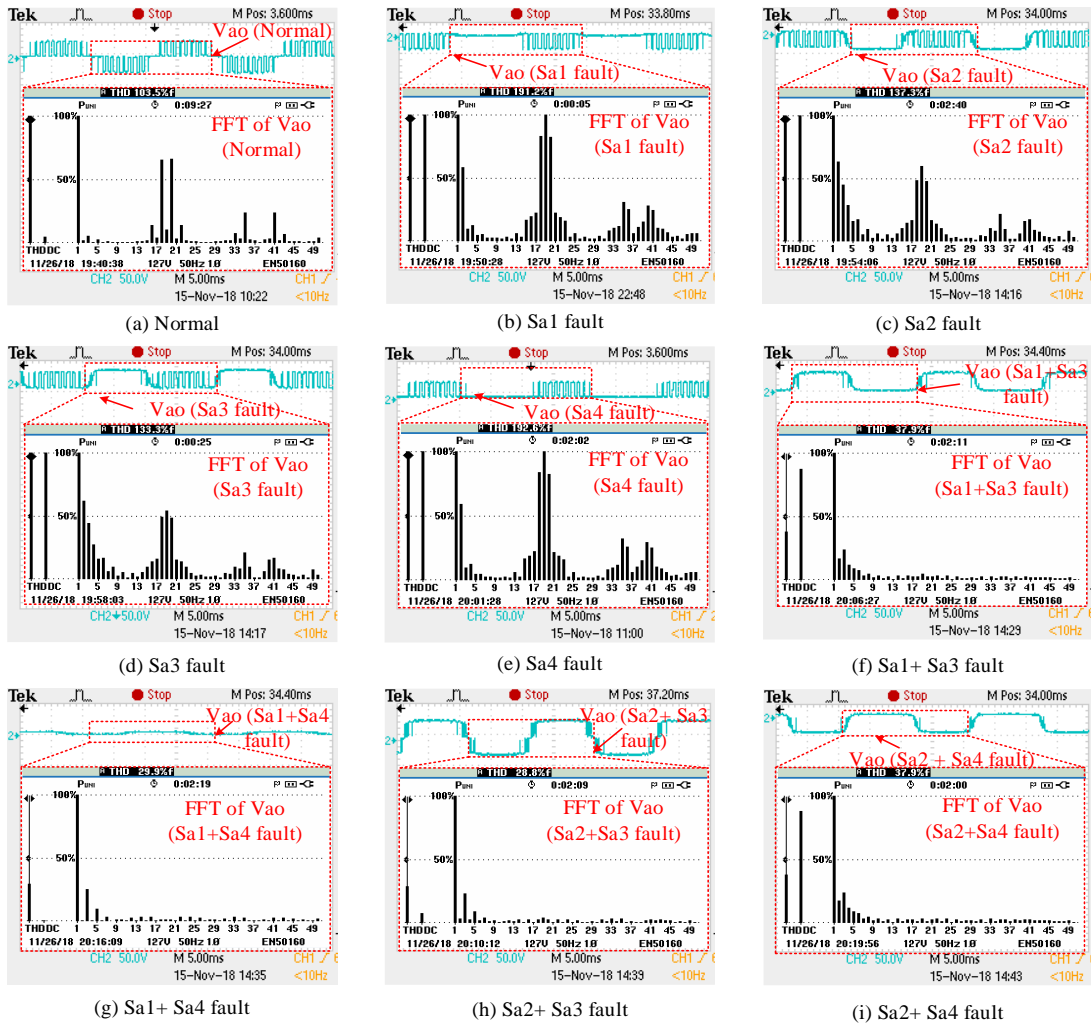 Tek Stop M Pos: 3.600ms
2
Vao (Normal)
THD 103.5%f
PUNI 0:09:27 P
100%
FFT of Vao
(Normal)
50%
THDDC 1 5 9 13 17 21 25 29 33 37 41 45 49
11/26/18 19:40:38 127V 50Hz 1Ø EN50160
CH2 50.0V M 5.00ms CH1
15-Nov-18 10:22 <10Hz
(a) Normal
Tek Stop M Pos: 33.80ms
2
Vao (Sa1 fault)
THD 191.2%f
PUNI 0:00:05 P
100%
FFT of Vao
(Sa1 fault)
50%
THDDC 1 5 9 13 17 21 25 29 33 37 41 45 49
11/26/18 19:50:28 127V 50Hz 1Ø EN50160
CH2 50.0V M 5.00ms CH1 6
15-Nov-18 22:48 <10Hz
(b) Sa1 fault
Tek Stop M Pos: 34.00ms
2
Vao (Sa2 fault)
THD 137.3%f
PUNI 0:02:40 P
100%
FFT of Vao
(Sa2 fault)
50%
THDDC 1 5 9 13 17 21 25 29 33 37 41 45 49
11/26/18 19:54:06 127V 50Hz 1Ø EN50160
CH2 50.0V M 5.00ms CH1 6
15-Nov-18 14:16 <10Hz
(c) Sa2 fault
Tek Stop M Pos: 34.00ms
2
Vao (Sa3 fault)
THD 133.3%f
PUNI 0:00:25 P
100%
FFT of Vao
(Sa3 fault)
50%
THDDC 1 5 9 13 17 21 25 29 33 37 41 45 49
11/26/18 19:58:03 127V 50Hz 1Ø EN50160
CH2 50.0V M 5.00ms CH1 6
15-Nov-18 14:17 <10Hz
(d) Sa3 fault
Tek Stop M Pos: 3.600ms
2
Vao (Sa4 fault)
THD 192.6%f
PUNI 0:02:02 P
100%
FFT of Vao
(Sa4 fault)
50%
THDDC 1 5 9 13 17 21 25 29 33 37 41 45 49
11/26/18 20:01:28 127V 50Hz 1Ø EN50160
CH2 50.0V M 5.00ms CH1 2
15-Nov-18 11:00 <10Hz
(e) Sa4 fault
Tek Stop M Pos: 34.40ms
2
Vao (Sa1+Sa3
fault)
THD 37.9%f
PUNI 0:02:11 P
100%
FFT of Vao
(Sa1+Sa3 fault)
50%
THDDC 1 5 9 13 17 21 25 29 33 37 41 45 49
11/26/18 20:06:27 127V 50Hz 1Ø EN50160
CH2 50.0V M 5.00ms CH1 6
15-Nov-18 14:29 <10Hz
(f) Sa1+ Sa3 fault
Tek Stop M Pos: 34.40ms
2
Vao (Sa1+Sa4
fault)
THD 29.9%f
PUNI 0:02:19 P
100%
FFT of Vao
(Sa1+Sa4 fault)
50%
THDDC 1 5 9 13 17 21 25 29 33 37 41 45 49
11/26/18 20:16:09 127V 50Hz 1Ø EN50160
CH2 50.0V M 5.00ms CH1 6
15-Nov-18 14:35 <10Hz
(g) Sa1+ Sa4 fault
Tek Stop M Pos: 37.20ms
2
Vao (Sa2+ Sa3
fault)
THD 28.8%f
PUNI 0:02:09 P
100%
FFT of Vao
(Sa2+Sa3 fault)
50%
THDDC 1 5 9 13 17 21 25 29 33 37 41 45 49
11/26/18 20:10:12 127V 50Hz 1Ø EN50160
CH2 50.0V M 5.00ms CH1 6
15-Nov-18 14:39 <10Hz
(h) Sa2+ Sa3 fault
Tek Stop M Pos: 34.00ms
2
Vao (Sa2 + Sa4 fault)
THD 37.9%f
PUNI 0:02:00 P
100%
FFT of Vao
(Sa2+Sa4 fault)
50%
THDDC 1 5 9 13 17 21 25 29 33 37 41 45 49
11/26/18 20:19:56 127V 50Hz 1Ø EN50160
CH2 50.0V M 5.00ms CH1 6
15-Nov-18 14:43 <10Hz
(i) Sa2+ Sa4 fault